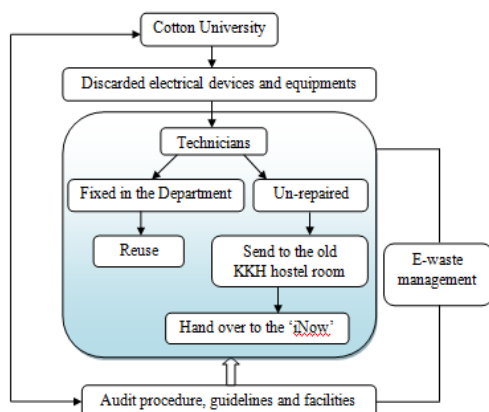 Cotton University
Discarded electrical devices and equipments
Technicians
Fixed in the Department
Un-repaired
Reuse
Send to the old
KKH hostel room
E-waste
management
Hand over to the ‘iNow’
Audit procedure, guidelines and facilities